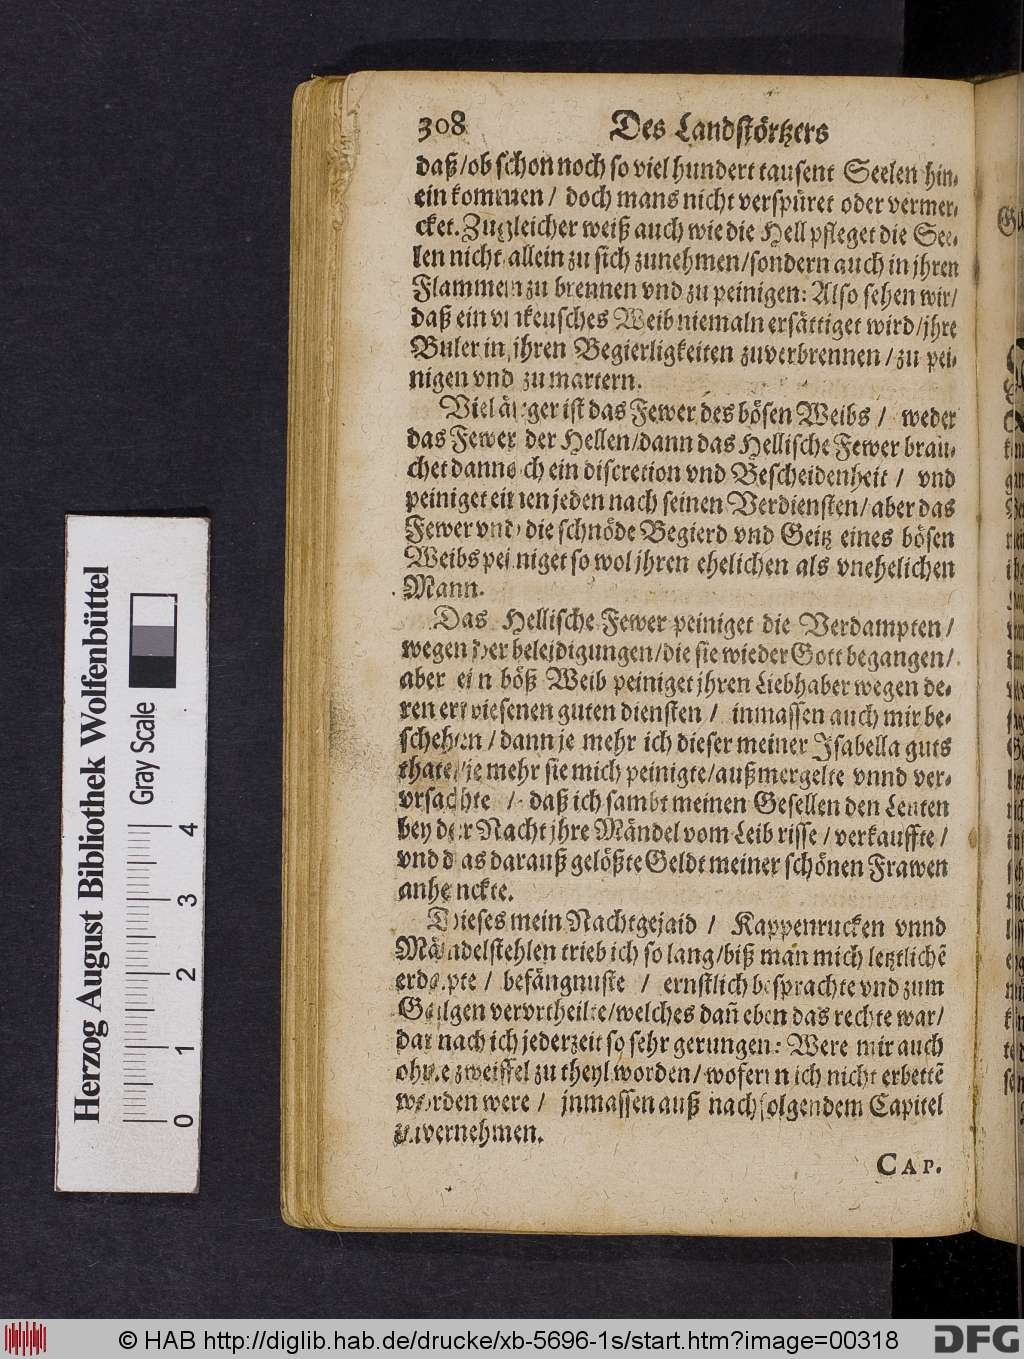 308 Des Landstörtzers
daß/ob schon noch so viel hundert tausent Seelen hin-
ein kommen / doch mans nicht verspüret oder vermer-
cket. Zugleicher weiß auch wie die Hell pfleget die See-
len nicht allein zu sich zunehmen/sondern auch in jhren
Flammen zu brennen vnd zu peinigen: Also sehen wir/
daß ein vnkeusches Weib niemaln ersättiget wird/jhre
Buler in jhren Begierligkeiten zuverbrennen/zu pei-
nigen vnd zu martern.
Viel ärger ist das Fewer des bösen Weibs / weder
das Fewer der Hellen/dann das Hellische Fewer brau-
chet dannoch ein discretion vnd Bescheidenheit / vnd
peiniget einen jeden nach seinen Verdiensten/aber das
Fewer vnd die schnöde Begierd vnd Geitz eines bösen
Weibs peiniget so wol jhren ehelichen als vnehelichen
Mann.
Das Hellische Fewer peiniget die Verdampten/
wegen der beleidigungen/die sie wieder Gott begangen/
aber ein böß Weib peiniget jhren Liebhaber wegen de-
ren erwiesenen guten diensten / inmassen auch mir be-
schehen/dann je mehr ich dieser meiner Isabella guts
thate/je mehr sie mich peinigte/außmergelte vnnd ver-
vrsachte / daß ich sambt meinen Gesellen den Leuten
bey der Nacht jhre Mändel vom Leib risse/verkauffte/
vnd das darauß gelößte Geldt meiner schönen Frawen
anhenckte.
Dieses mein Nachtgejaid / Kappenrucken vnnd
Mändelstehlen trieb ich so lang/biß man mich letztlichē
erdapte / befängnuste / ernstlich besprachte vnd zum
Galgen vervrtheilte/welches dañ eben das rechte war/
darnach ich jederzeit so sehr gerungen: Were mir auch
ohne zweiffel zu theyl worden/wofern ich nicht erbettē
worden were / jnmassen auß nachfolgendem Capitel
zuvernehmen.
CAP.
Herzog August Bibliothek Wolfenbüttel
Gray Scale
0 1 2 3 4
© HAB http://diglib.hab.de/drucke/xb-5696-1s/start.htm?image=00318
DFG